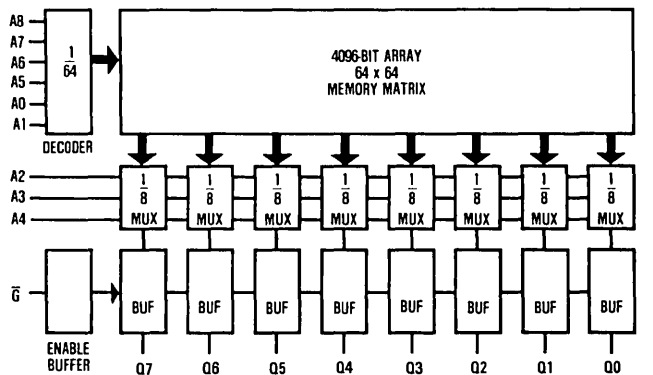 A8
A7
A6
A5
A0
A1
1
64
DECODER
4096-BIT ARRAY
64 x 64
MEMORY MATRIX
A2
A3
A4
1 1 1 1 1 1 1 1
8 8 8 8 8 8 8 8
MUX MUX MUX MUX MUX MUX MUX MUX
G̅
BUF BUF BUF BUF BUF BUF BUF BUF
ENABLE
BUFFER
Q7 Q6 Q5 Q4 Q3 Q2 Q1 Q0